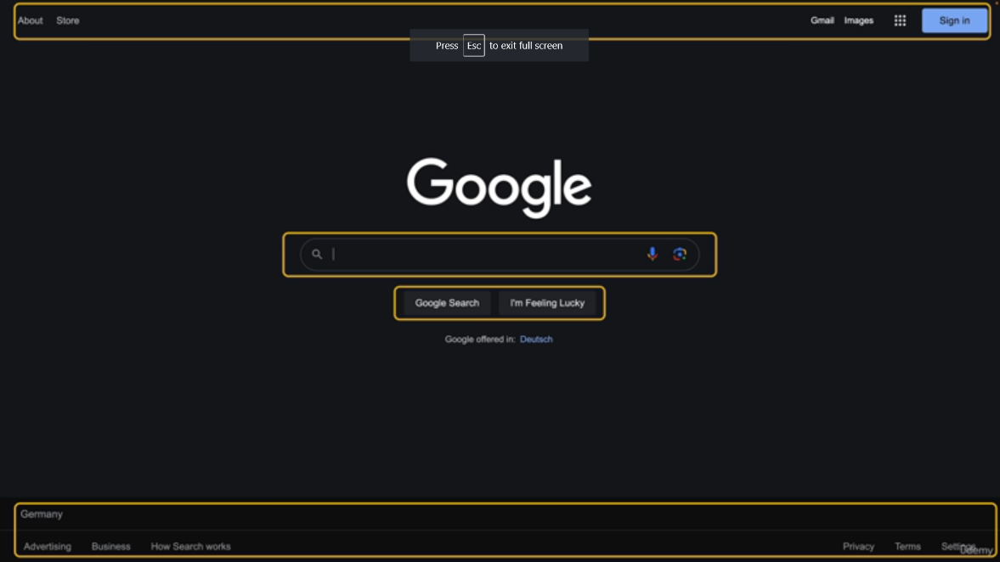 About Store Gmail Images Sign in
Press Esc to exit full screen
Google
Google Search I'm Feeling Lucky
Google offered in: Deutsch
Germany
Advertising Business How Search works Privacy Terms Settings
Udemy